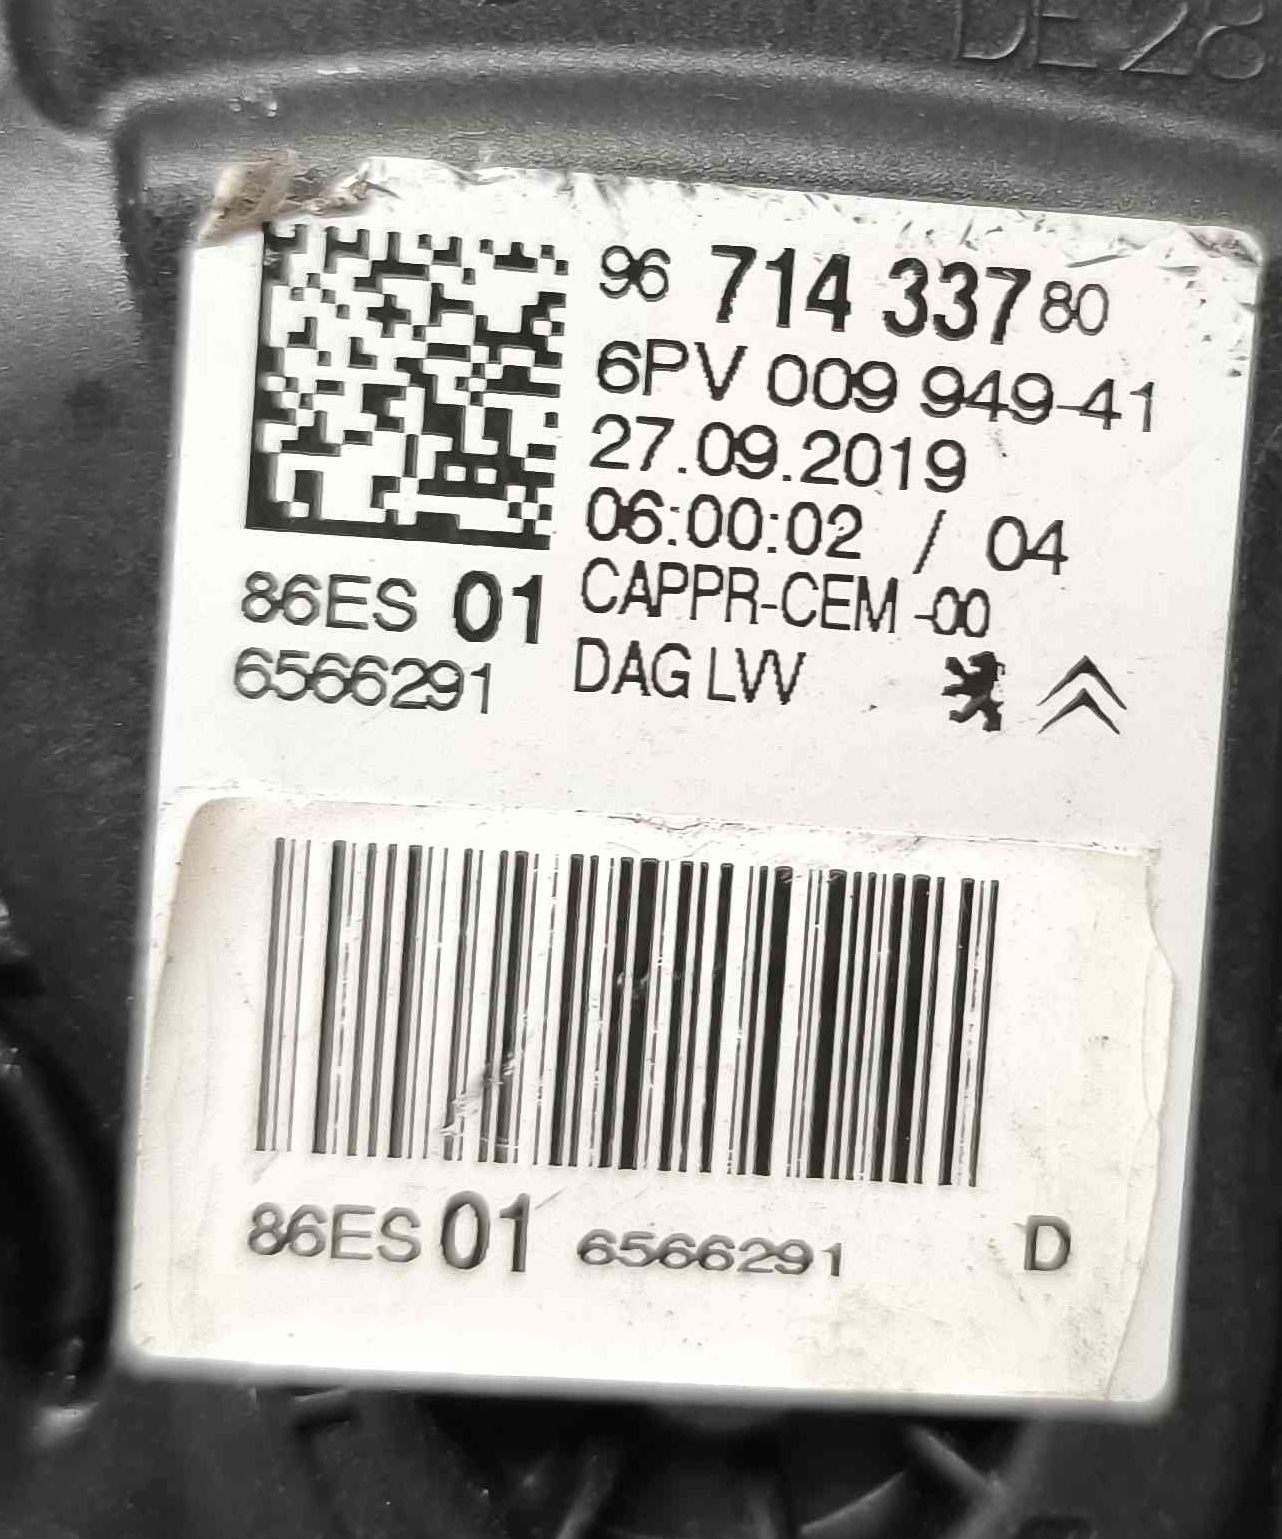 DE28
96 714 337 80
6PV 009 949-41
27.09.2019
06:00:02 / 04
CAPPR-CEM -00
DAG LVV
86ES 01
6566291
86ES 01 6566291 D